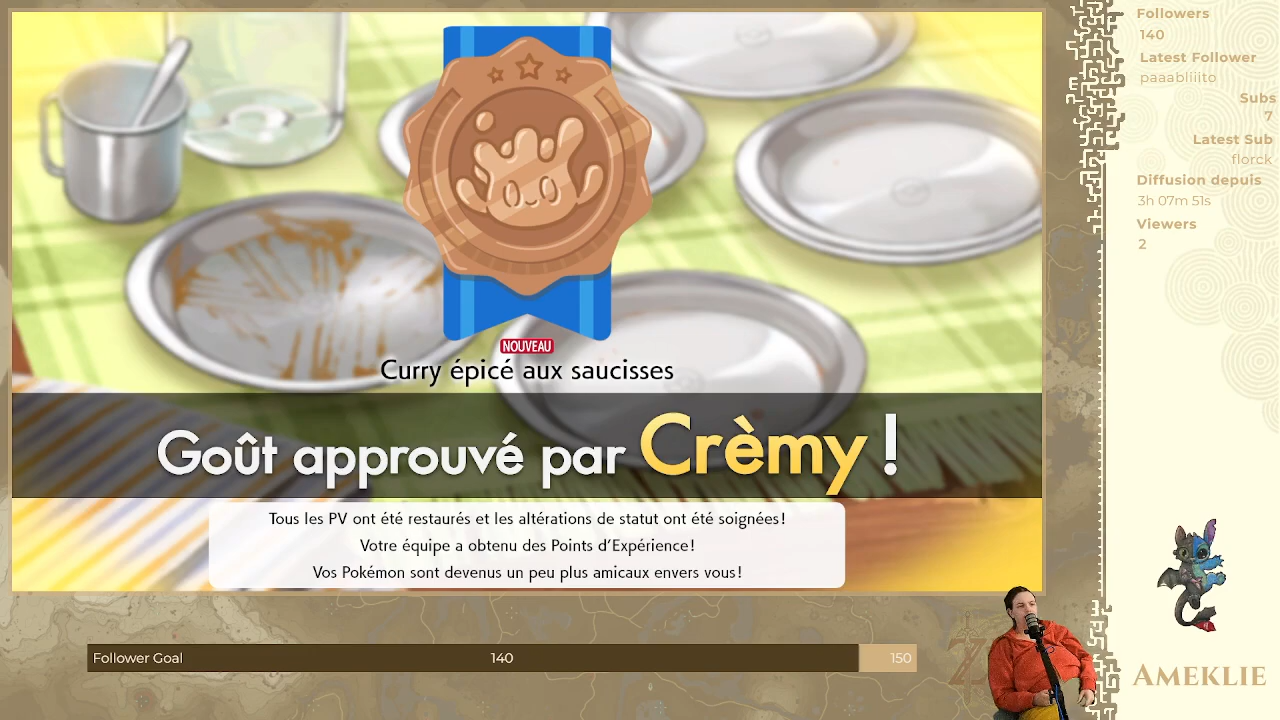 NOUVEAU
Curry épicé aux saucisses
Goût approuvé par Crèmy !
Tous les PV ont été restaurés et les altérations de statut ont été soignées!
Votre équipe a obtenu des Points d'Expérience!
Vos Pokémon sont devenus un peu plus amicaux envers vous!
Followers
140
Latest Follower
paaabliiito
Subs
7
Latest Sub
florck
Diffusion depuis
3h 07m 51s
Viewers
2
Follower Goal 140 150
AMEKLIE